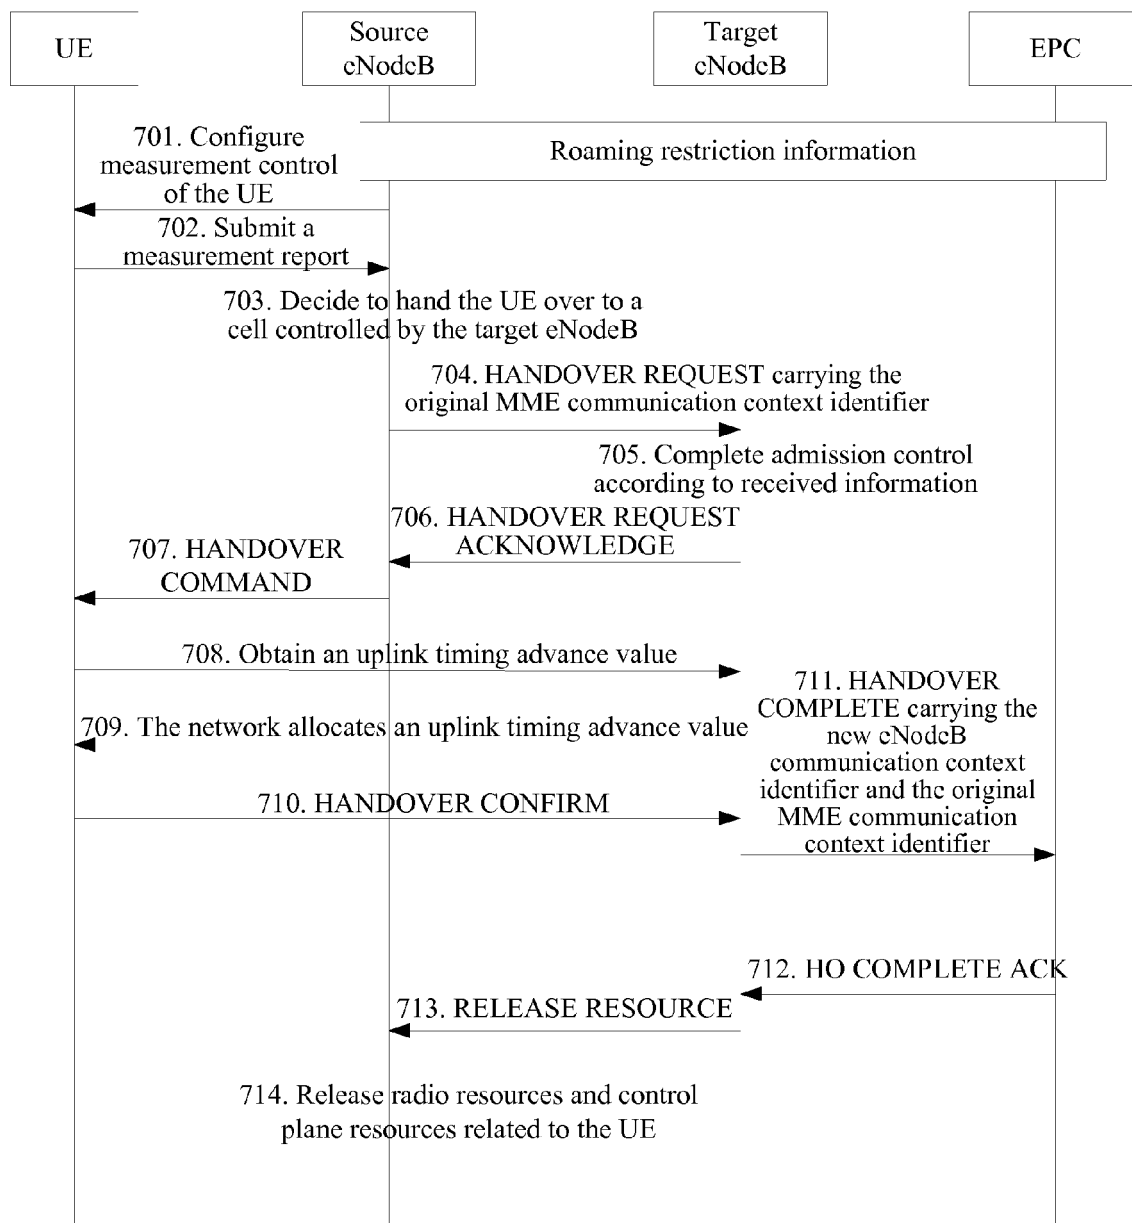 UE
Source
eNodeB
Target
eNodeB
EPC
Roaming restriction information
701. Configure
measurement control
of the UE
702. Submit a
measurement report
703. Decide to hand the UE over to a
cell controlled by the target eNodeB
704. HANDOVER REQUEST carrying the
original MME communication context identifier
705. Complete admission control
according to received information
706. HANDOVER REQUEST
ACKNOWLEDGE
707. HANDOVER
COMMAND
708. Obtain an uplink timing advance value
709. The network allocates an uplink timing advance value
710. HANDOVER CONFIRM
711. HANDOVER
COMPLETE carrying the
new eNodeB
communication context
identifier and the original
MME communication
context identifier
712. HO COMPLETE ACK
713. RELEASE RESOURCE
714. Release radio resources and control
plane resources related to the UE